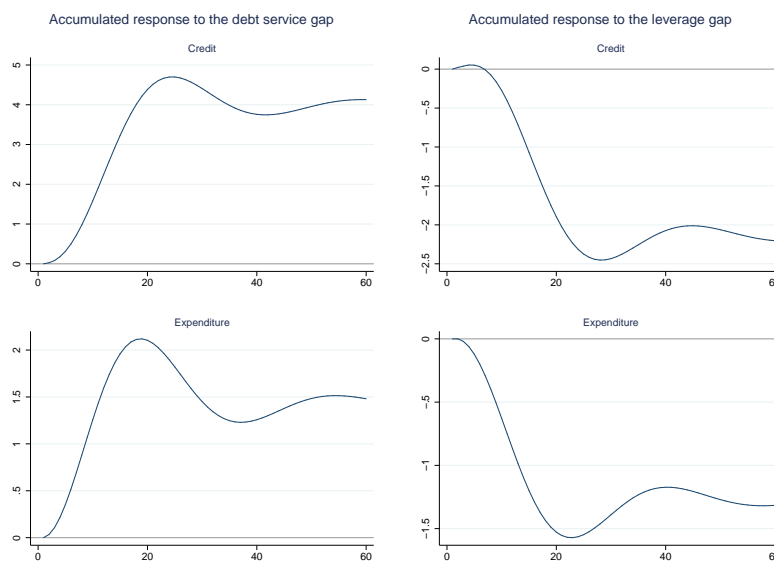 Accumulated response to the debt service gap
Accumulated response to the leverage gap
Credit
Credit
5
4
3
2
1
0
0 20 40 60
0
−.5
−1
−1.5
−2
−2.5
0 20 40
Expenditure
Expenditure
2
1.5
1
.5
0
0 20 40 60
0
−.5
−1
−1.5
0 20 40